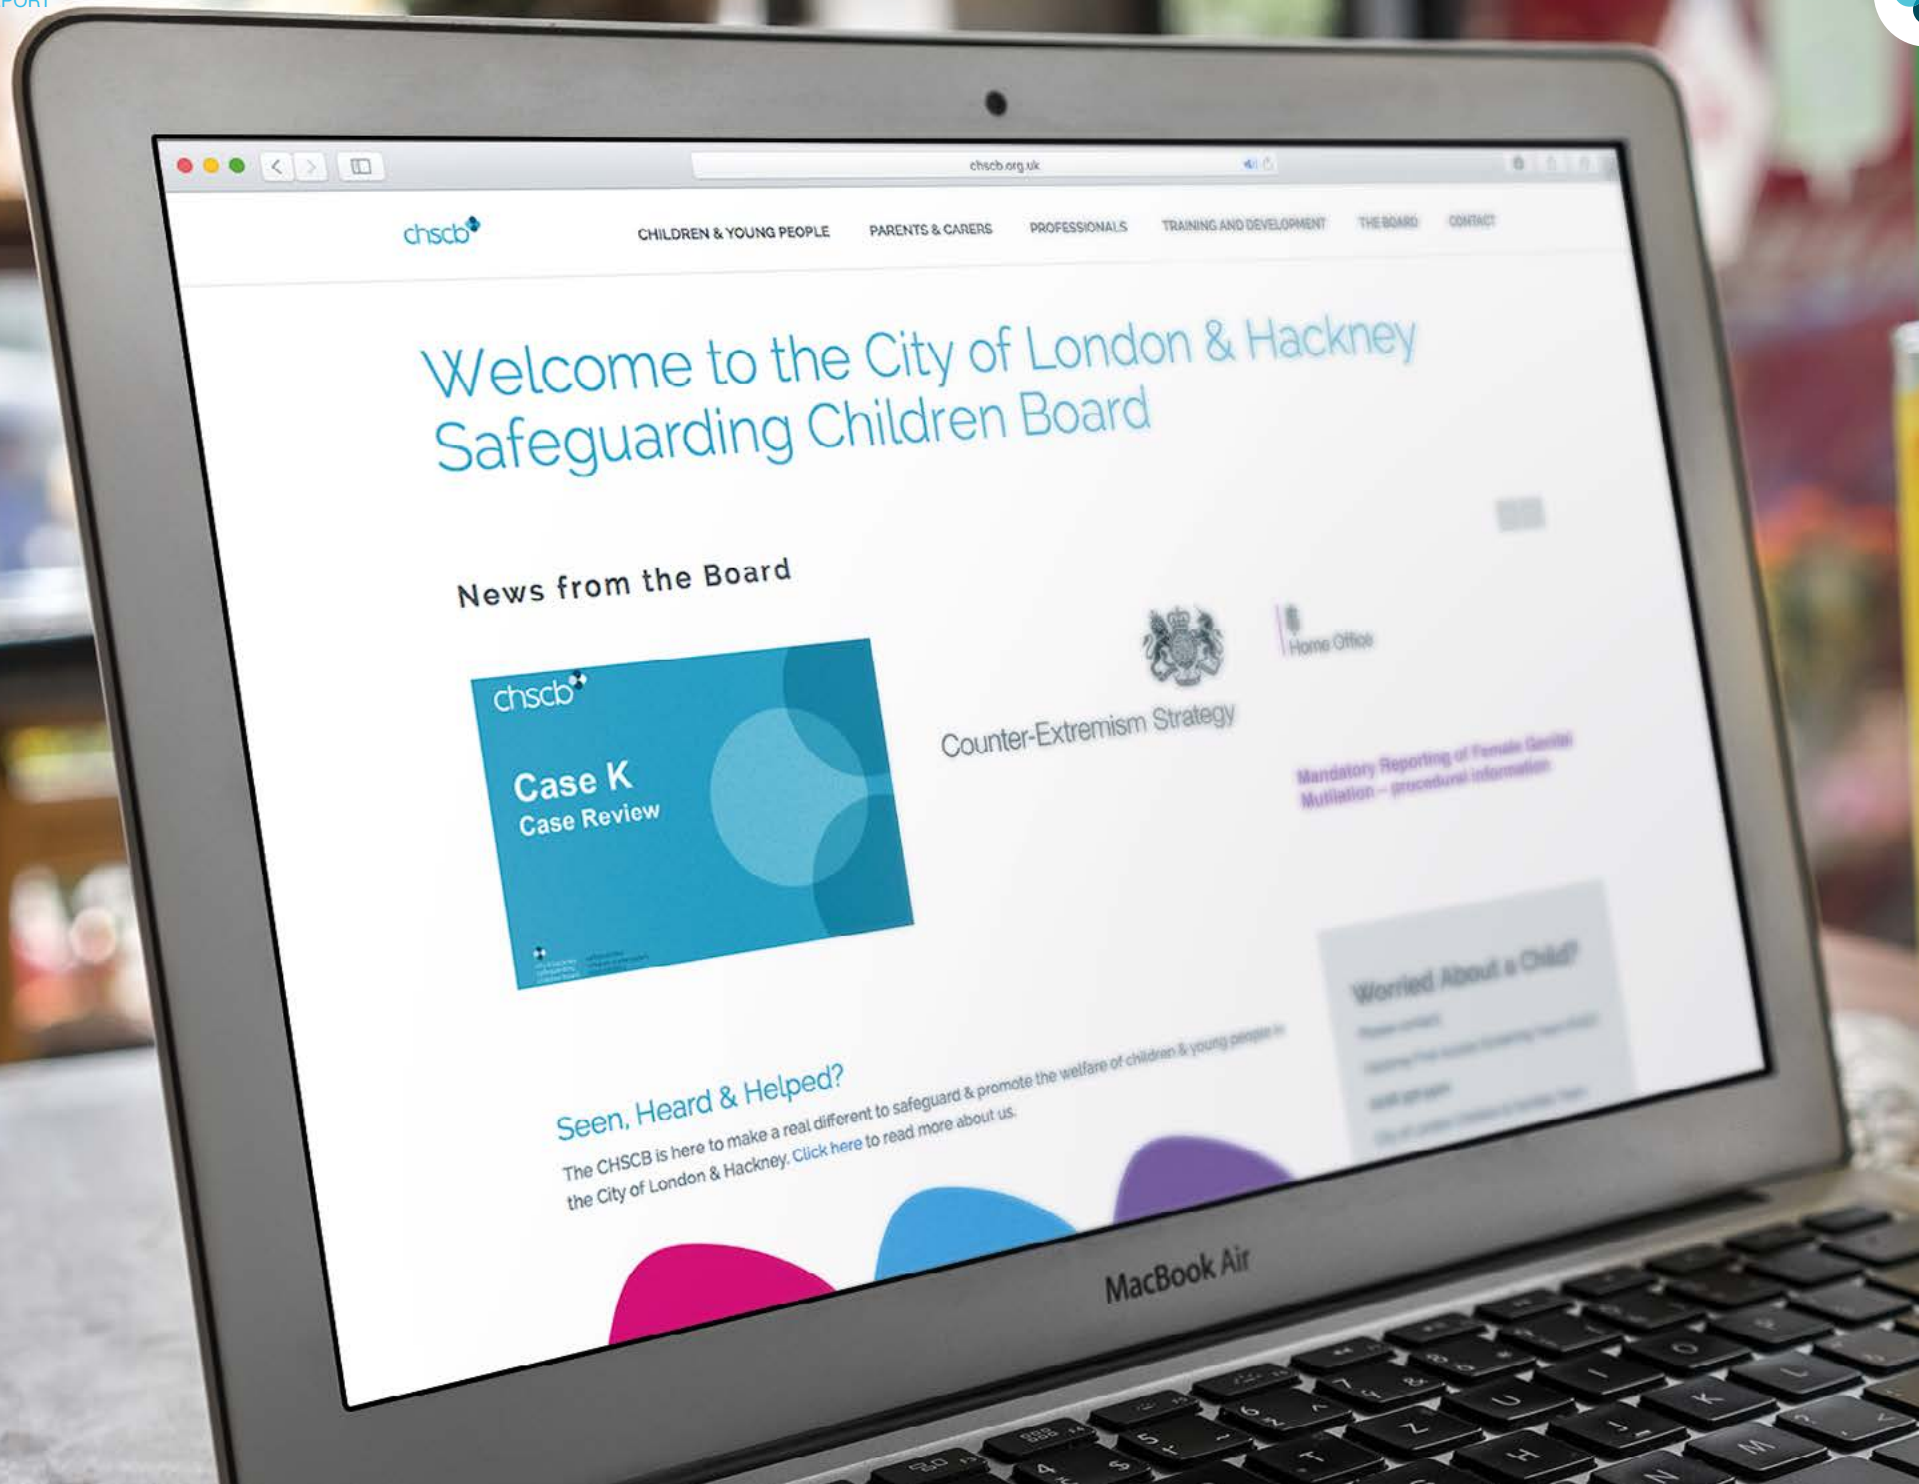 PORT
chscb.org.uk
chscb
CHILDREN & YOUNG PEOPLE
PARENTS & CARERS
PROFESSIONALS
TRAINING AND DEVELOPMENT
THE BOARD
CONTACT
Welcome to the City of London & Hackney
Safeguarding Children Board
News from the Board
chscb
Case K
Case Review
Counter-Extremism Strategy
Home Office
Mandatory Reporting of Female Genital
Mutilation – procedural information
Worried About a Child?
Please contact
Seen, Heard & Helped?
The CHSCB is here to make a real different to safeguard & promote the welfare of children & young people in
the City of London & Hackney. Click here to read more about us.
MacBook Air